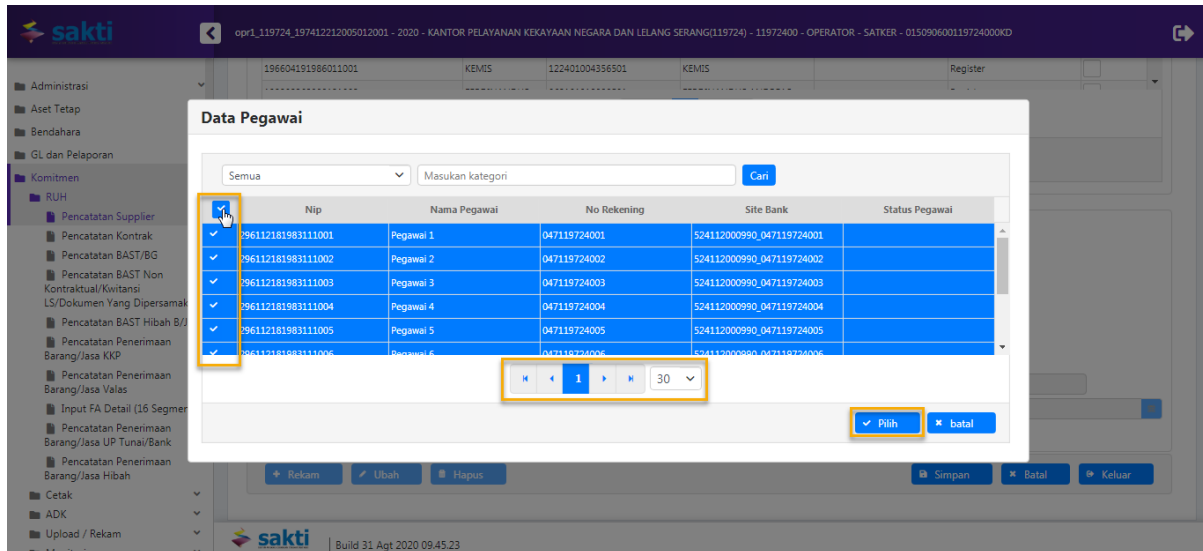 sakti
opr1_119724_197412212005012001 - 2020 - KANTOR PELAYANAN KEKAYAAN NEGARA DAN LELANG SERANG(119724) - 11972400 - OPERATOR - SATKER - 015090600119724000KD
Administrasi
Aset Tetap
Bendahara
GL dan Pelaporan
Komitmen
RUH
Pencatatan Supplier
Pencatatan Kontrak
Pencatatan BAST/BG
Pencatatan BAST Non
Kontraktual/Kwitansi
LS/Dokumen Yang Dipersamak
Pencatatan BAST Hibah B/J
Pencatatan Penerimaan
Barang/Jasa KKP
Pencatatan Penerimaan
Barang/Jasa Valas
Input FA Detail (16 Segmen
Pencatatan Penerimaan
Barang/Jasa UP Tunai/Bank
Pencatatan Penerimaan
Barang/Jasa Hibah
Cetak
ADK
Upload / Rekam
196604191986011001 KEMIS 122401004356501 KEMIS Register
Data Pegawai
Semua Masukan kategori Cari
Nip Nama Pegawai No Rekening Site Bank Status Pegawai
296112181983111001 Pegawai 1 047119724001 524112000990_047119724001
296112181983111002 Pegawai 2 047119724002 524112000990_047119724002
296112181983111003 Pegawai 3 047119724003 524112000990_047119724003
296112181983111004 Pegawai 4 047119724004 524112000990_047119724004
296112181983111005 Pegawai 5 047119724005 524112000990_047119724005
296112181983111006 Pegawai 6 047119724006 524112000990_047119724006
1 30
Pilih batal
Rekam Ubah Hapus Simpan Batal Keluar
sakti Build 31 Agt 2020 09.45.23